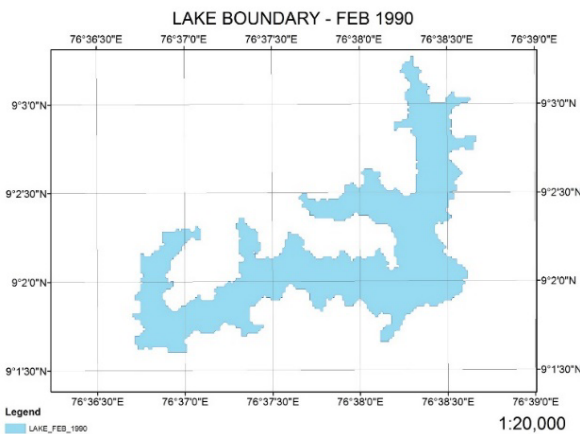 LAKE BOUNDARY - FEB 1990
76°36'30"E 76°37'0"E 76°37'30"E 76°38'0"E 76°38'30"E 76°39'0"E
9°3'0"N 9°3'0"N
9°2'30"N 9°2'30"N
9°2'0"N 9°2'0"N
9°1'30"N 9°1'30"N
76°36'30"E 76°37'0"E 76°37'30"E 76°38'0"E 76°38'30"E 76°39'0"E
Legend
LAKE_FEB_1990
1:20,000